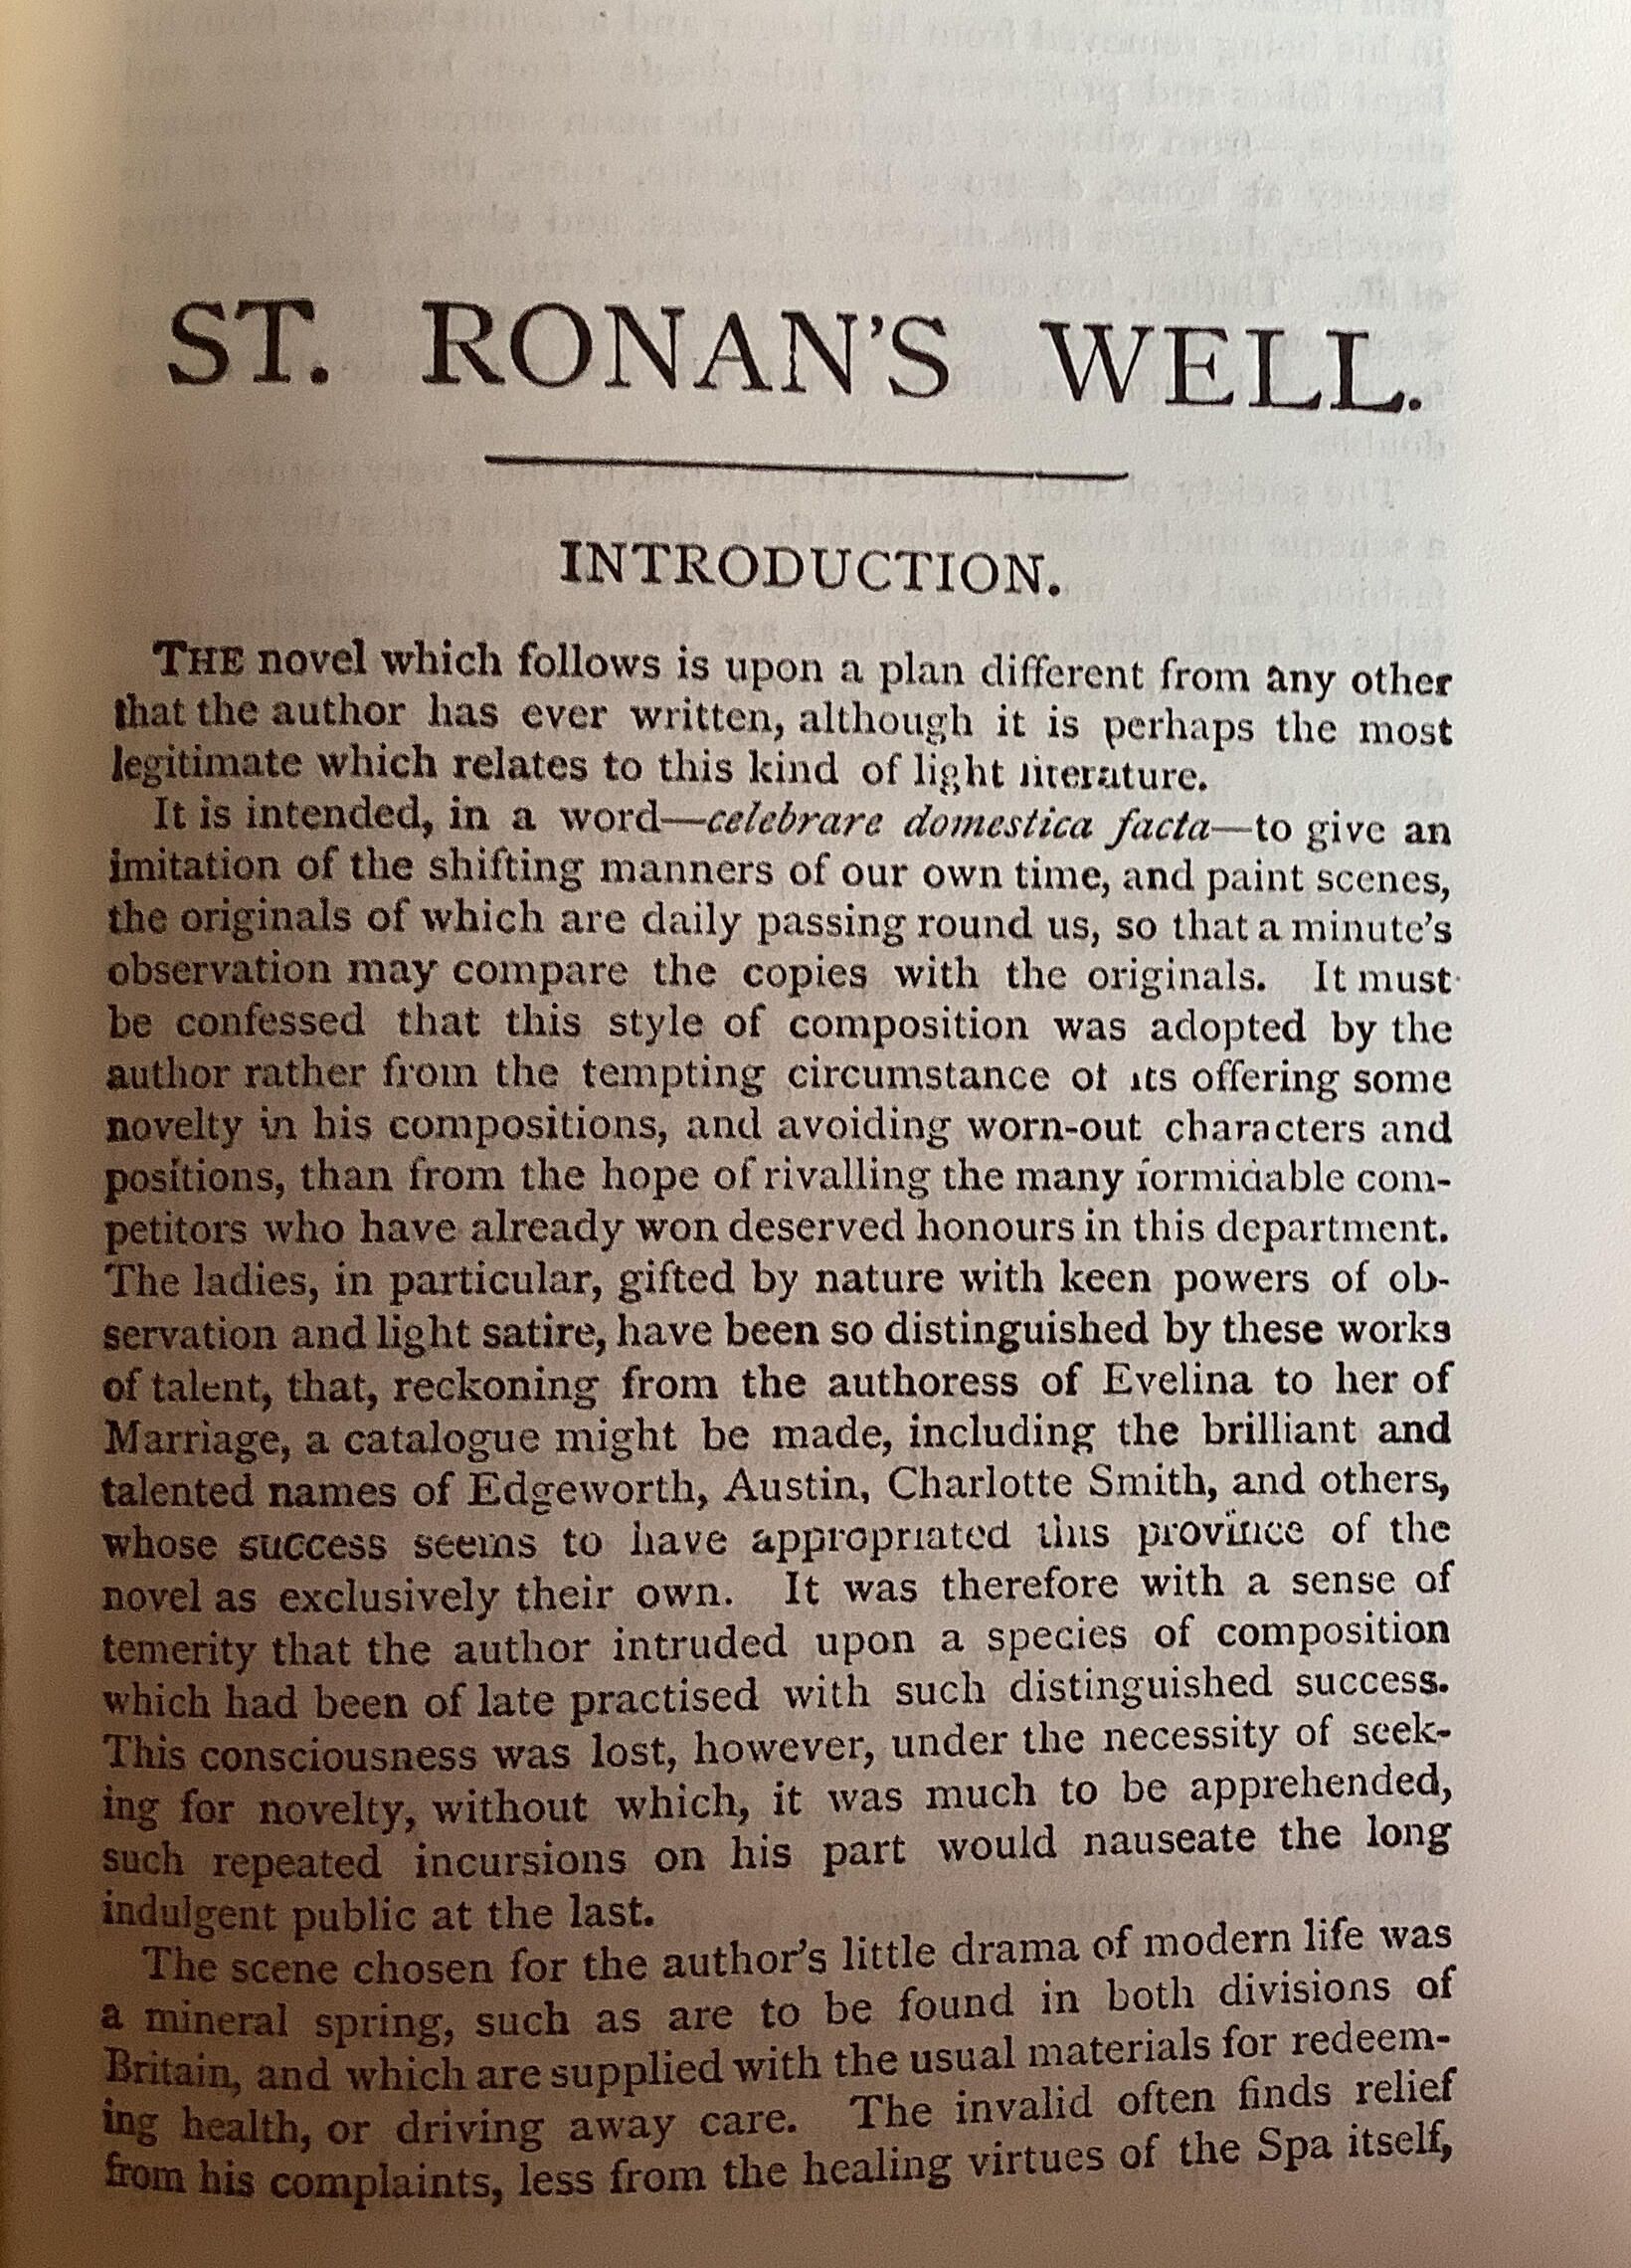 ST. RONAN'S WELL.
INTRODUCTION.
THE novel which follows is upon a plan different from any other
that the author has ever written, although it is perhaps the most
legitimate which relates to this kind of light literature.
It is intended, in a word—celebrare domestica facta—to give an
imitation of the shifting manners of our own time, and paint scenes,
the originals of which are daily passing round us, so that a minute's
observation may compare the copies with the originals. It must
be confessed that this style of composition was adopted by the
author rather from the tempting circumstance of its offering some
novelty in his compositions, and avoiding worn-out characters and
positions, than from the hope of rivalling the many formidable com-
petitors who have already won deserved honours in this department.
The ladies, in particular, gifted by nature with keen powers of ob-
servation and light satire, have been so distinguished by these works
of talent, that, reckoning from the authoress of Evelina to her of
Marriage, a catalogue might be made, including the brilliant and
talented names of Edgeworth, Austin, Charlotte Smith, and others,
whose success seems to have appropriated this province of the
novel as exclusively their own. It was therefore with a sense of
temerity that the author intruded upon a species of composition
which had been of late practised with such distinguished success.
This consciousness was lost, however, under the necessity of seek-
ing for novelty, without which, it was much to be apprehended,
such repeated incursions on his part would nauseate the long
indulgent public at the last.
The scene chosen for the author's little drama of modern life was
a mineral spring, such as are to be found in both divisions of
Britain, and which are supplied with the usual materials for redeem-
ing health, or driving away care. The invalid often finds relief
from his complaints, less from the healing virtues of the Spa itself,